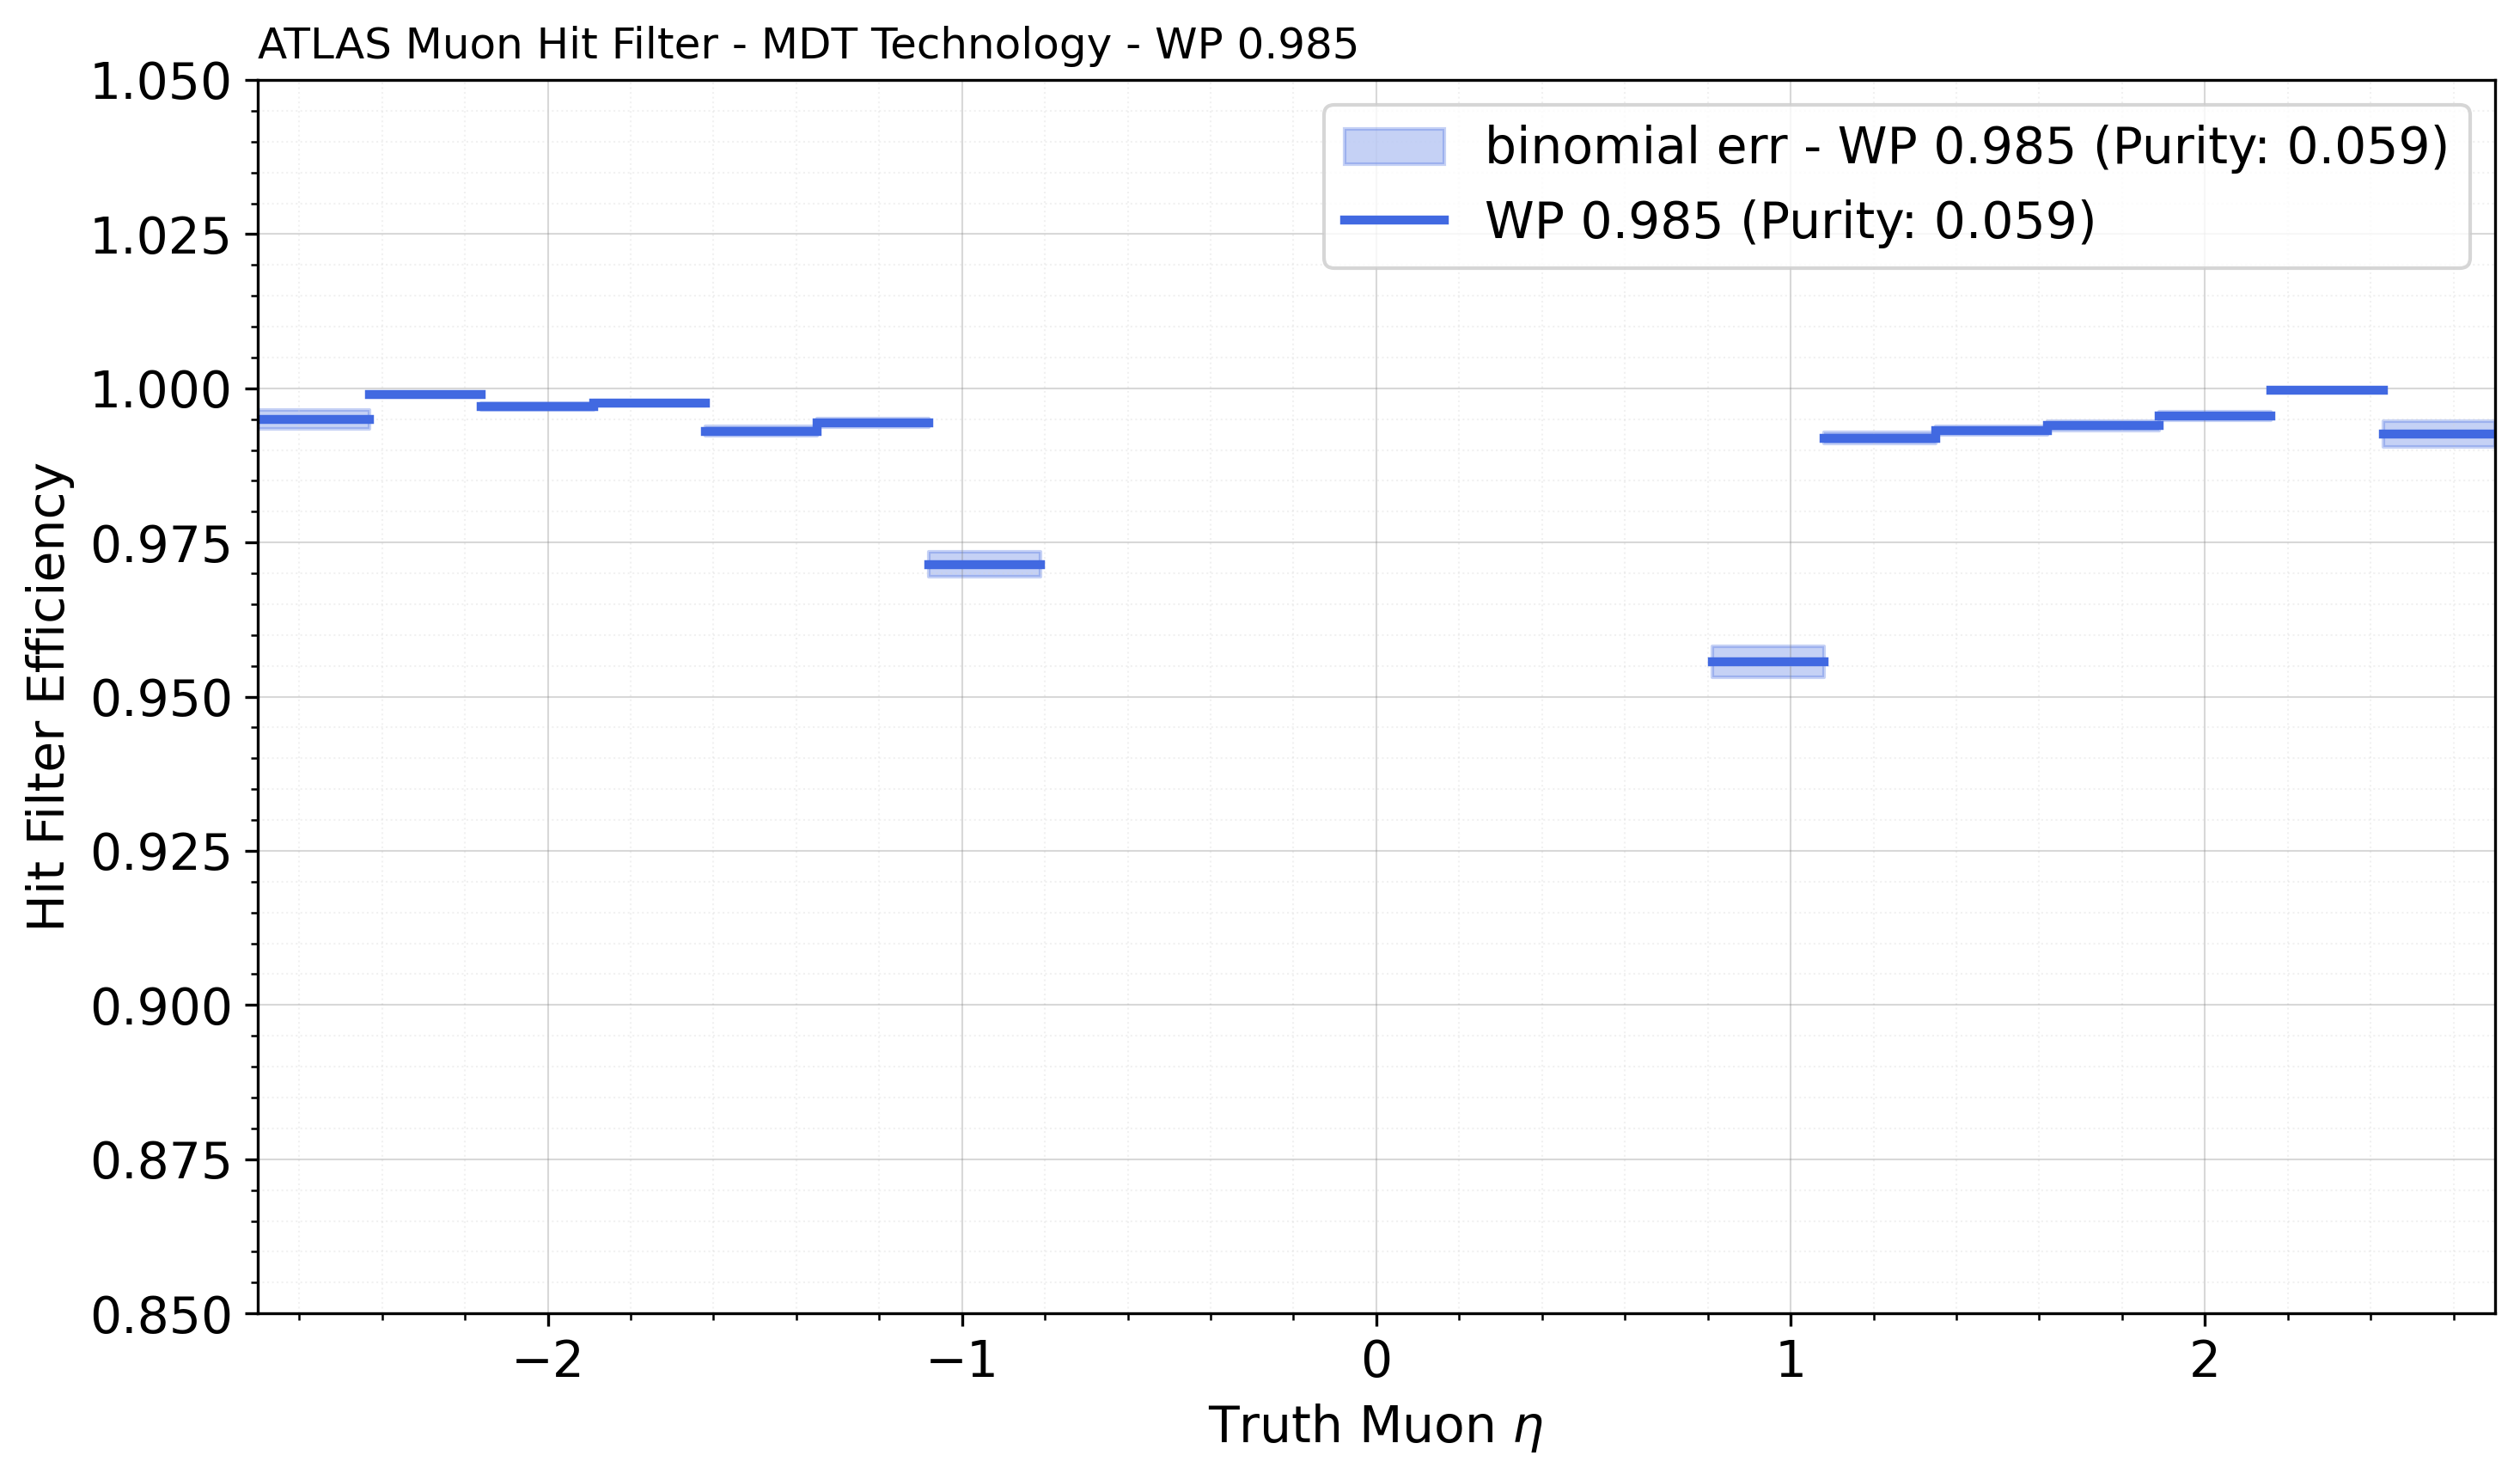 ATLAS Muon Hit Filter - MDT Technology - WP 0.985
1.050
1.025
1.000
0.975
0.950
0.925
0.900
0.875
0.850
Hit Filter Efficiency
binomial err - WP 0.985 (Purity: 0.059)
WP 0.985 (Purity: 0.059)
−2 −1 0 1 2
Truth Muon η